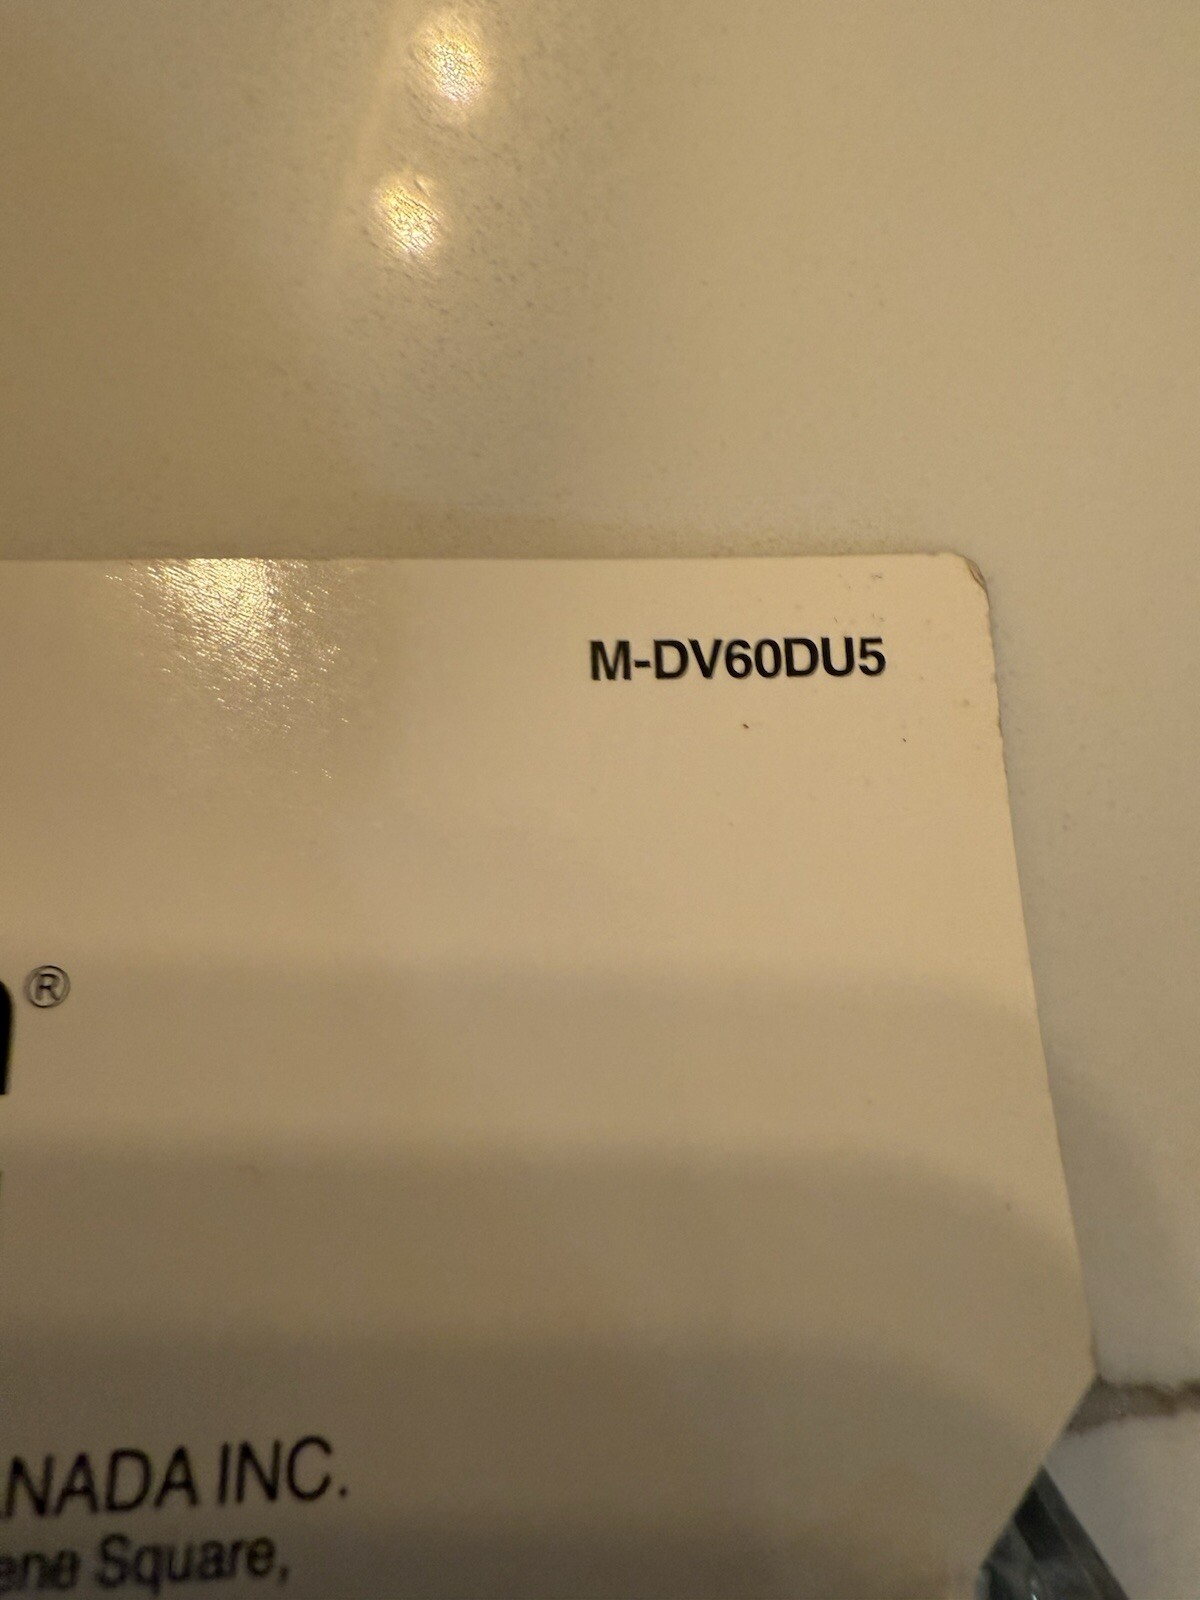 M-DV60DU5
®
ANADA INC.
ene Square,